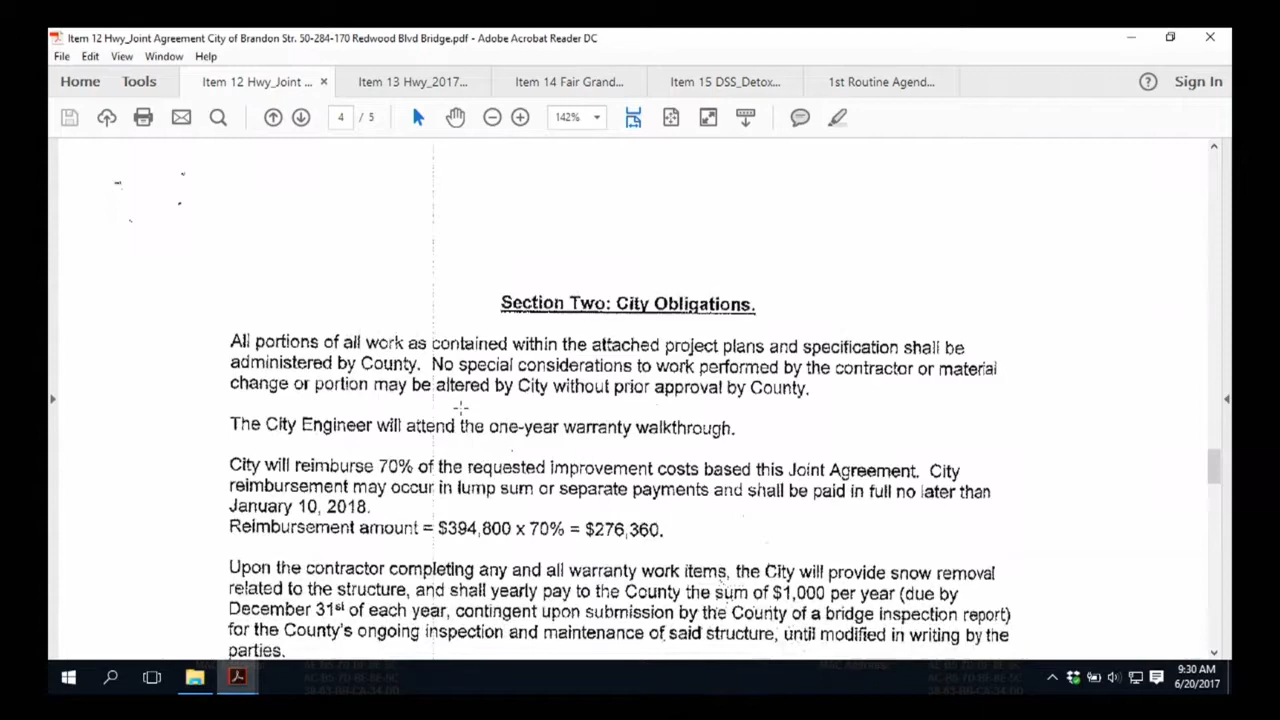 Item 12 Hwy_Joint Agreement City of Brandon Str. 50-284-170 Redwood Blvd Bridge.pdf - Adobe Acrobat Reader DC
File Edit View Window Help
Home Tools Item 12 Hwy_Joint ... × Item 13 Hwy_2017... Item 14 Fair Grand... Item 15 DSS_Detox... 1st Routine Agend... Sign In
4 / 5 142%
Section Two: City Obligations.
All portions of all work as contained within the attached project plans and specification shall be
administered by County. No special considerations to work performed by the contractor or material
change or portion may be altered by City without prior approval by County.
The City Engineer will attend the one-year warranty walkthrough.
City will reimburse 70% of the requested improvement costs based this Joint Agreement. City
reimbursement may occur in lump sum or separate payments and shall be paid in full no later than
January 10, 2018.
Reimbursement amount = $394,800 x 70% = $276,360.
Upon the contractor completing any and all warranty work items, the City will provide snow removal
related to the structure, and shall yearly pay to the County the sum of $1,000 per year (due by
December 31st of each year, contingent upon submission by the County of a bridge inspection report)
for the County's ongoing inspection and maintenance of said structure, until modified in writing by the
parties.
9:30 AM
6/20/2017